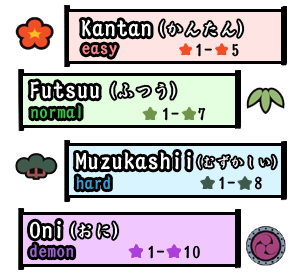 Kantan (かんたん)
easy ★1-★5
Futsuu (ふつう)
normal ★1-★7
Muzukashii (むずかしい)
hard ★1-★8
Oni (おに)
demon ★1-★10